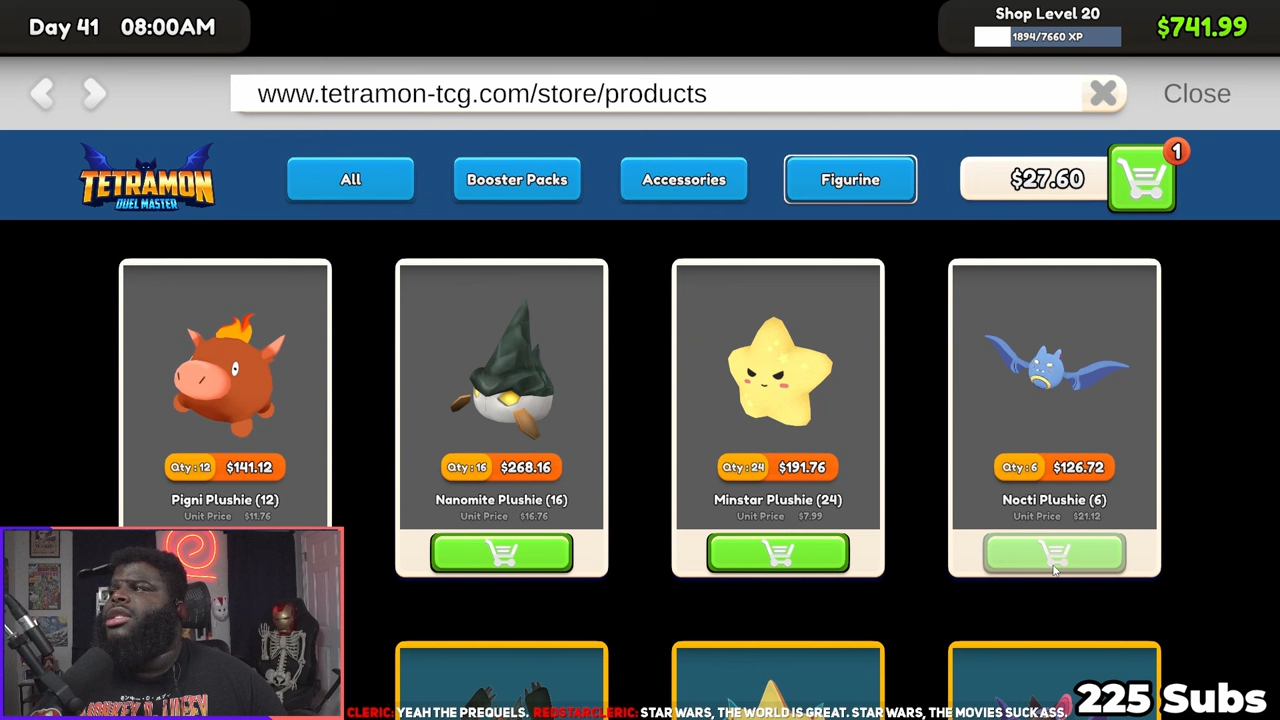 Day 41 08:00AM
Shop Level 20
1894/7660 XP
$741.99
www.tetramon-tcg.com/store/products
Close
TETRAMON
DUEL MASTER
All
Booster Packs
Accessories
Figurine
$27.60
1
Qty : 12 $141.12
Pigni Plushie (12)
Unit Price $11.76
Qty : 16 $268.16
Nanomite Plushie (16)
Unit Price $16.76
Qty : 24 $191.76
Minstar Plushie (24)
Unit Price $7.99
Qty : 6 $126.72
Nocti Plushie (6)
Unit Price $21.12
CLERIC: YEAH THE PREQUELS. REDSTARCLERIC: STAR WARS, THE WORLD IS GREAT. STAR WARS, THE MOVIES SUCK ASS.
225 Subs